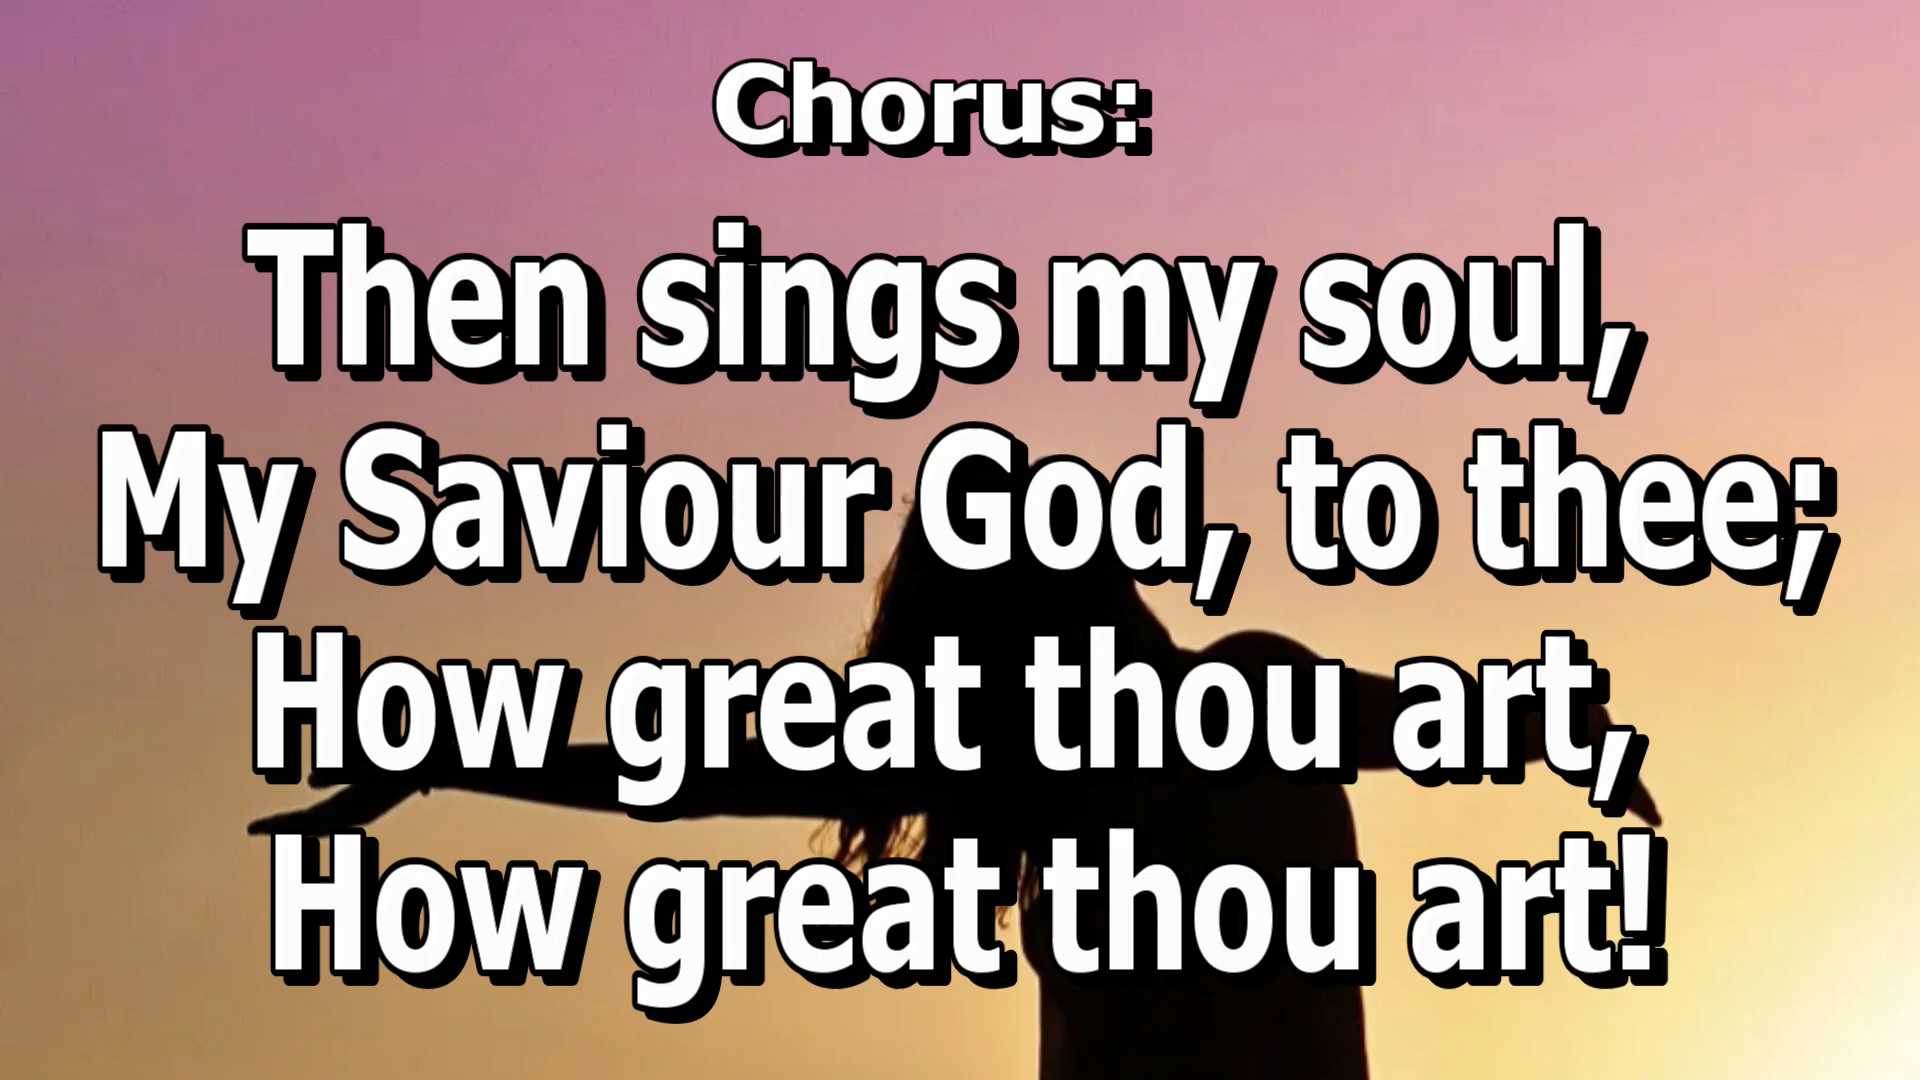 Chorus:
Then sings my soul,
My Saviour God, to thee;
How great thou art,
How great thou art!